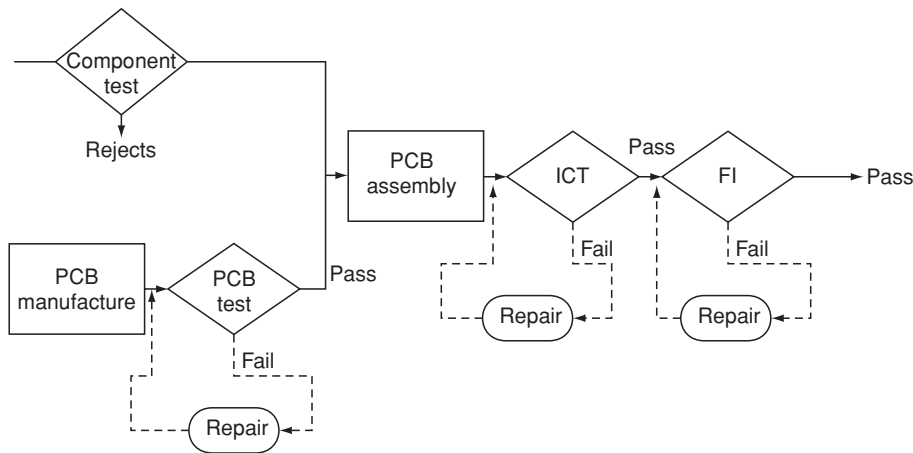 Component
test
Rejects
PCB
manufacture
PCB
test
Pass
Fail
Repair
PCB
assembly
ICT
Pass
Fail
Repair
FI
Pass
Fail
Repair